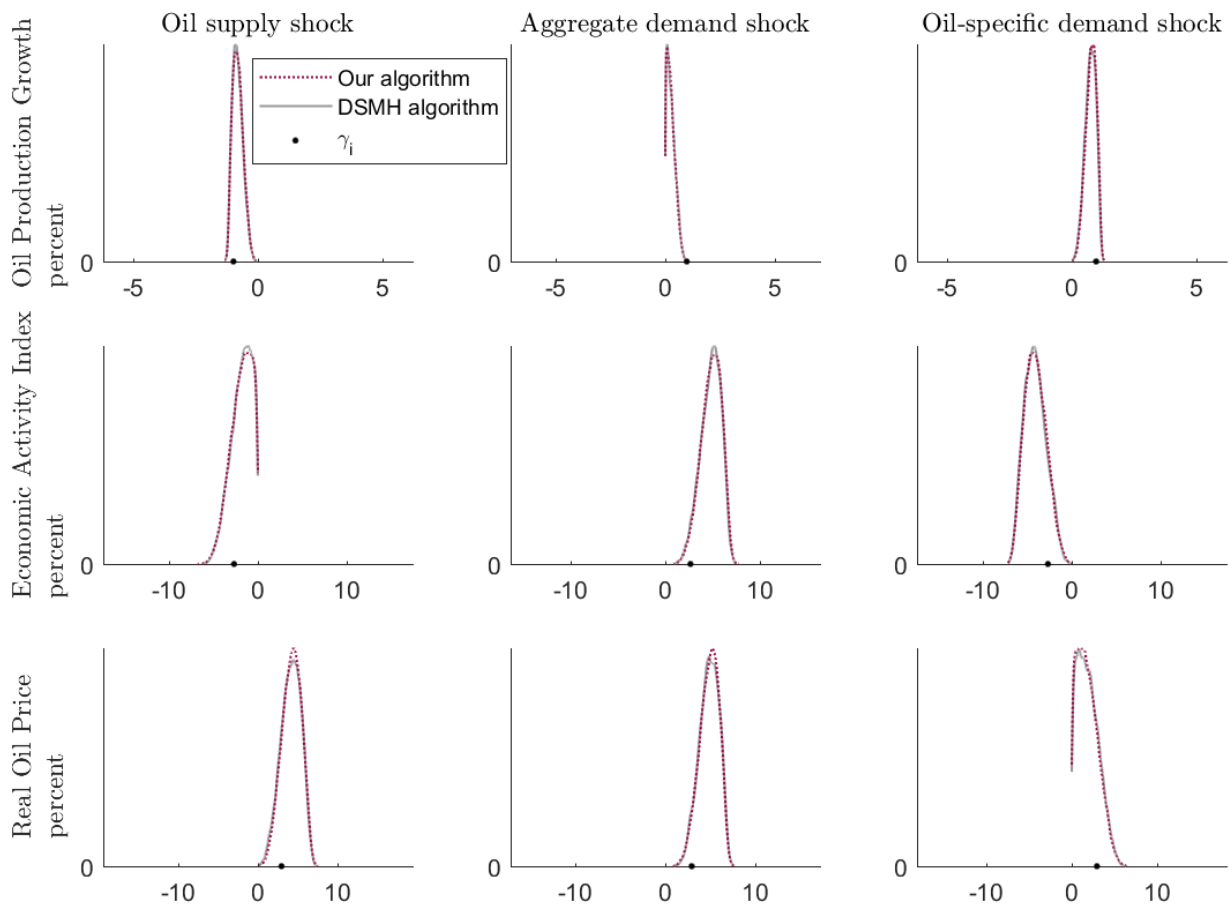 Oil supply shock
Aggregate demand shock
Oil-specific demand shock
Oil Production Growth
percent
Our algorithm
DSMH algorithm
γi
0
-5 0 5
0
-5 0 5
0
-5 0 5
Economic Activity Index
percent
0
-10 0 10
0
-10 0 10
0
-10 0 10
Real Oil Price
percent
0
-10 0 10
0
-10 0 10
0
-10 0 10